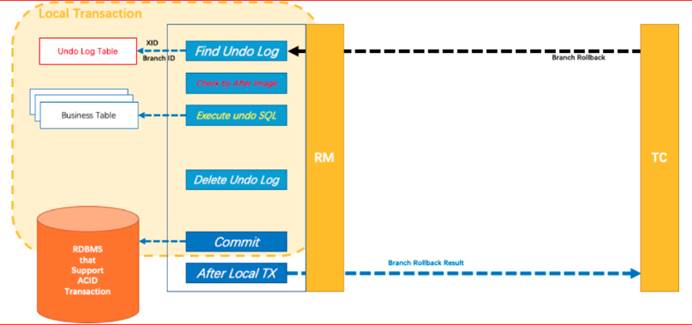 Local Transaction
Undo Log Table
XID
Branch ID
Find Undo Log
Branch Rollback
Check by After image
Business Table
Execute undo SQL
RM
TC
Delete Undo Log
Commit
RDBMS
that
Support
ACID
Transaction
After Local TX
Branch Rollback Result